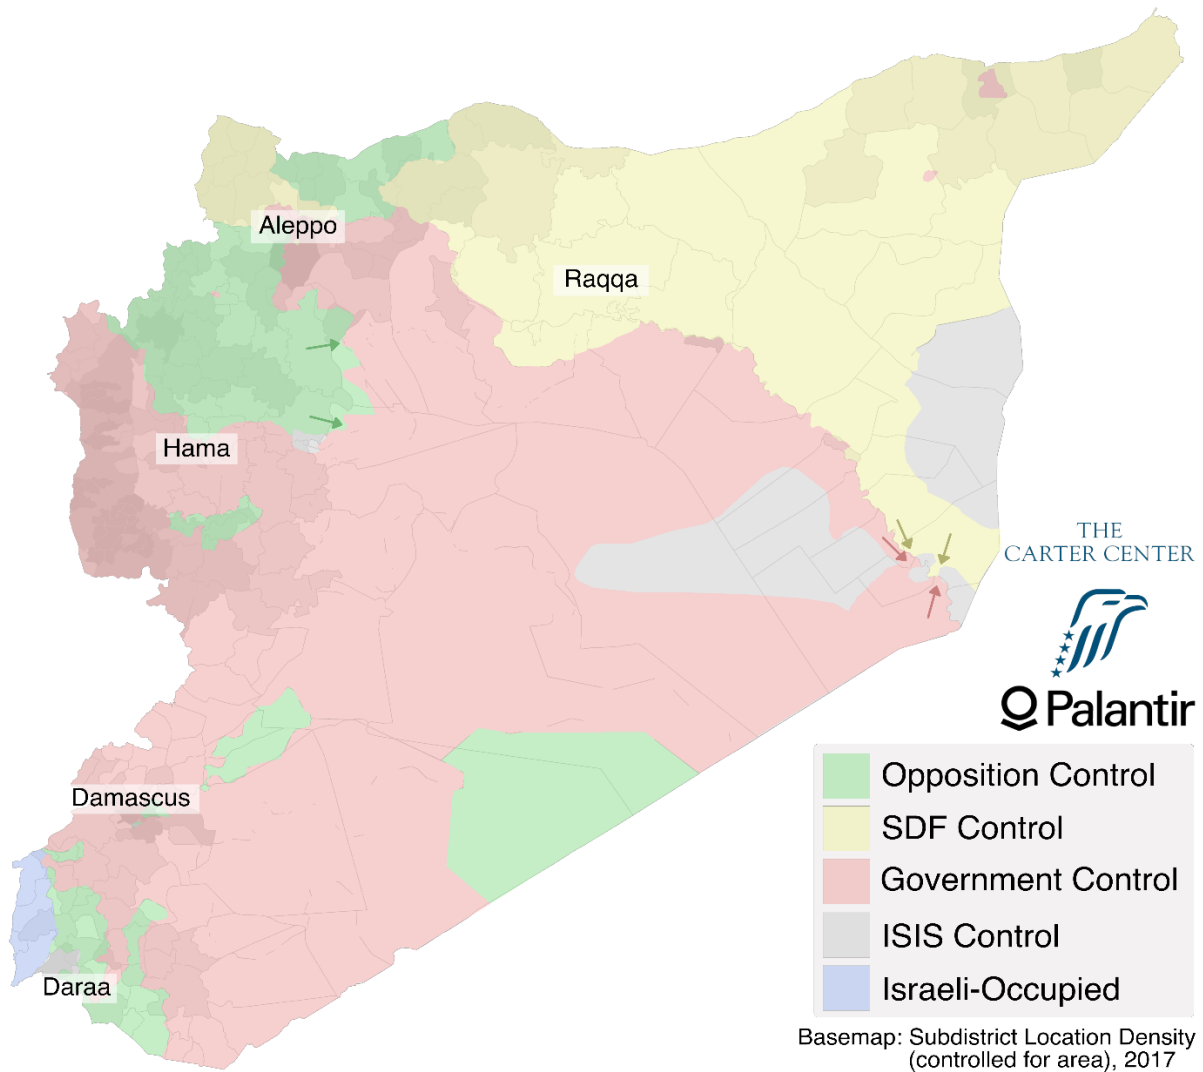 Aleppo
Raqqa
Hama
THE
CARTER CENTER
Palantir
Damascus
Daraa
Opposition Control
SDF Control
Government Control
ISIS Control
Israeli-Occupied
Basemap: Subdistrict Location Density
(controlled for area), 2017